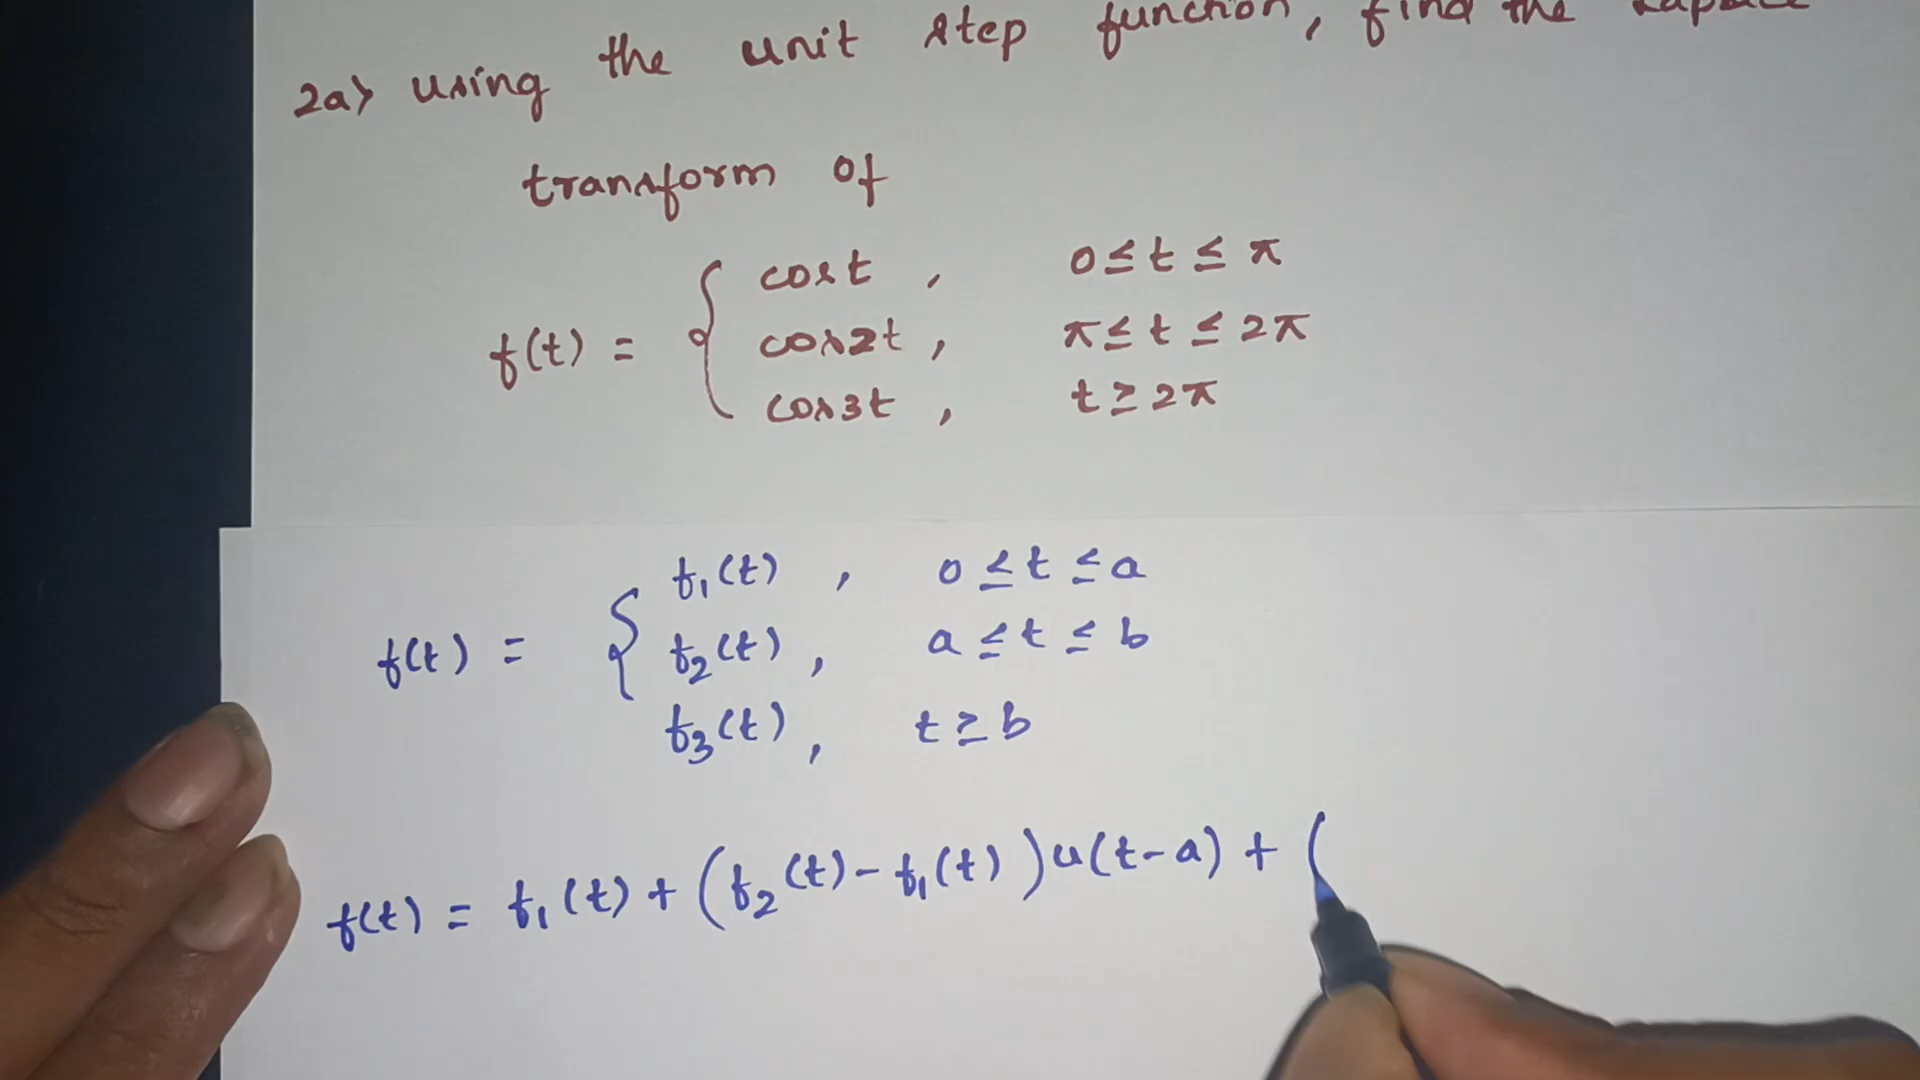 2a) using the unit step function, find the Laplace
transform of
f(t) = { cost , 0 ≤ t ≤ π
cos2t , π ≤ t ≤ 2π
cos3t , t ≥ 2π
f(t) = { f₁(t) , 0 ≤ t ≤ a
f₂(t) , a ≤ t ≤ b
f₃(t) , t ≥ b
f(t) = f₁(t) + (f₂(t) - f₁(t)) u(t-a) + (